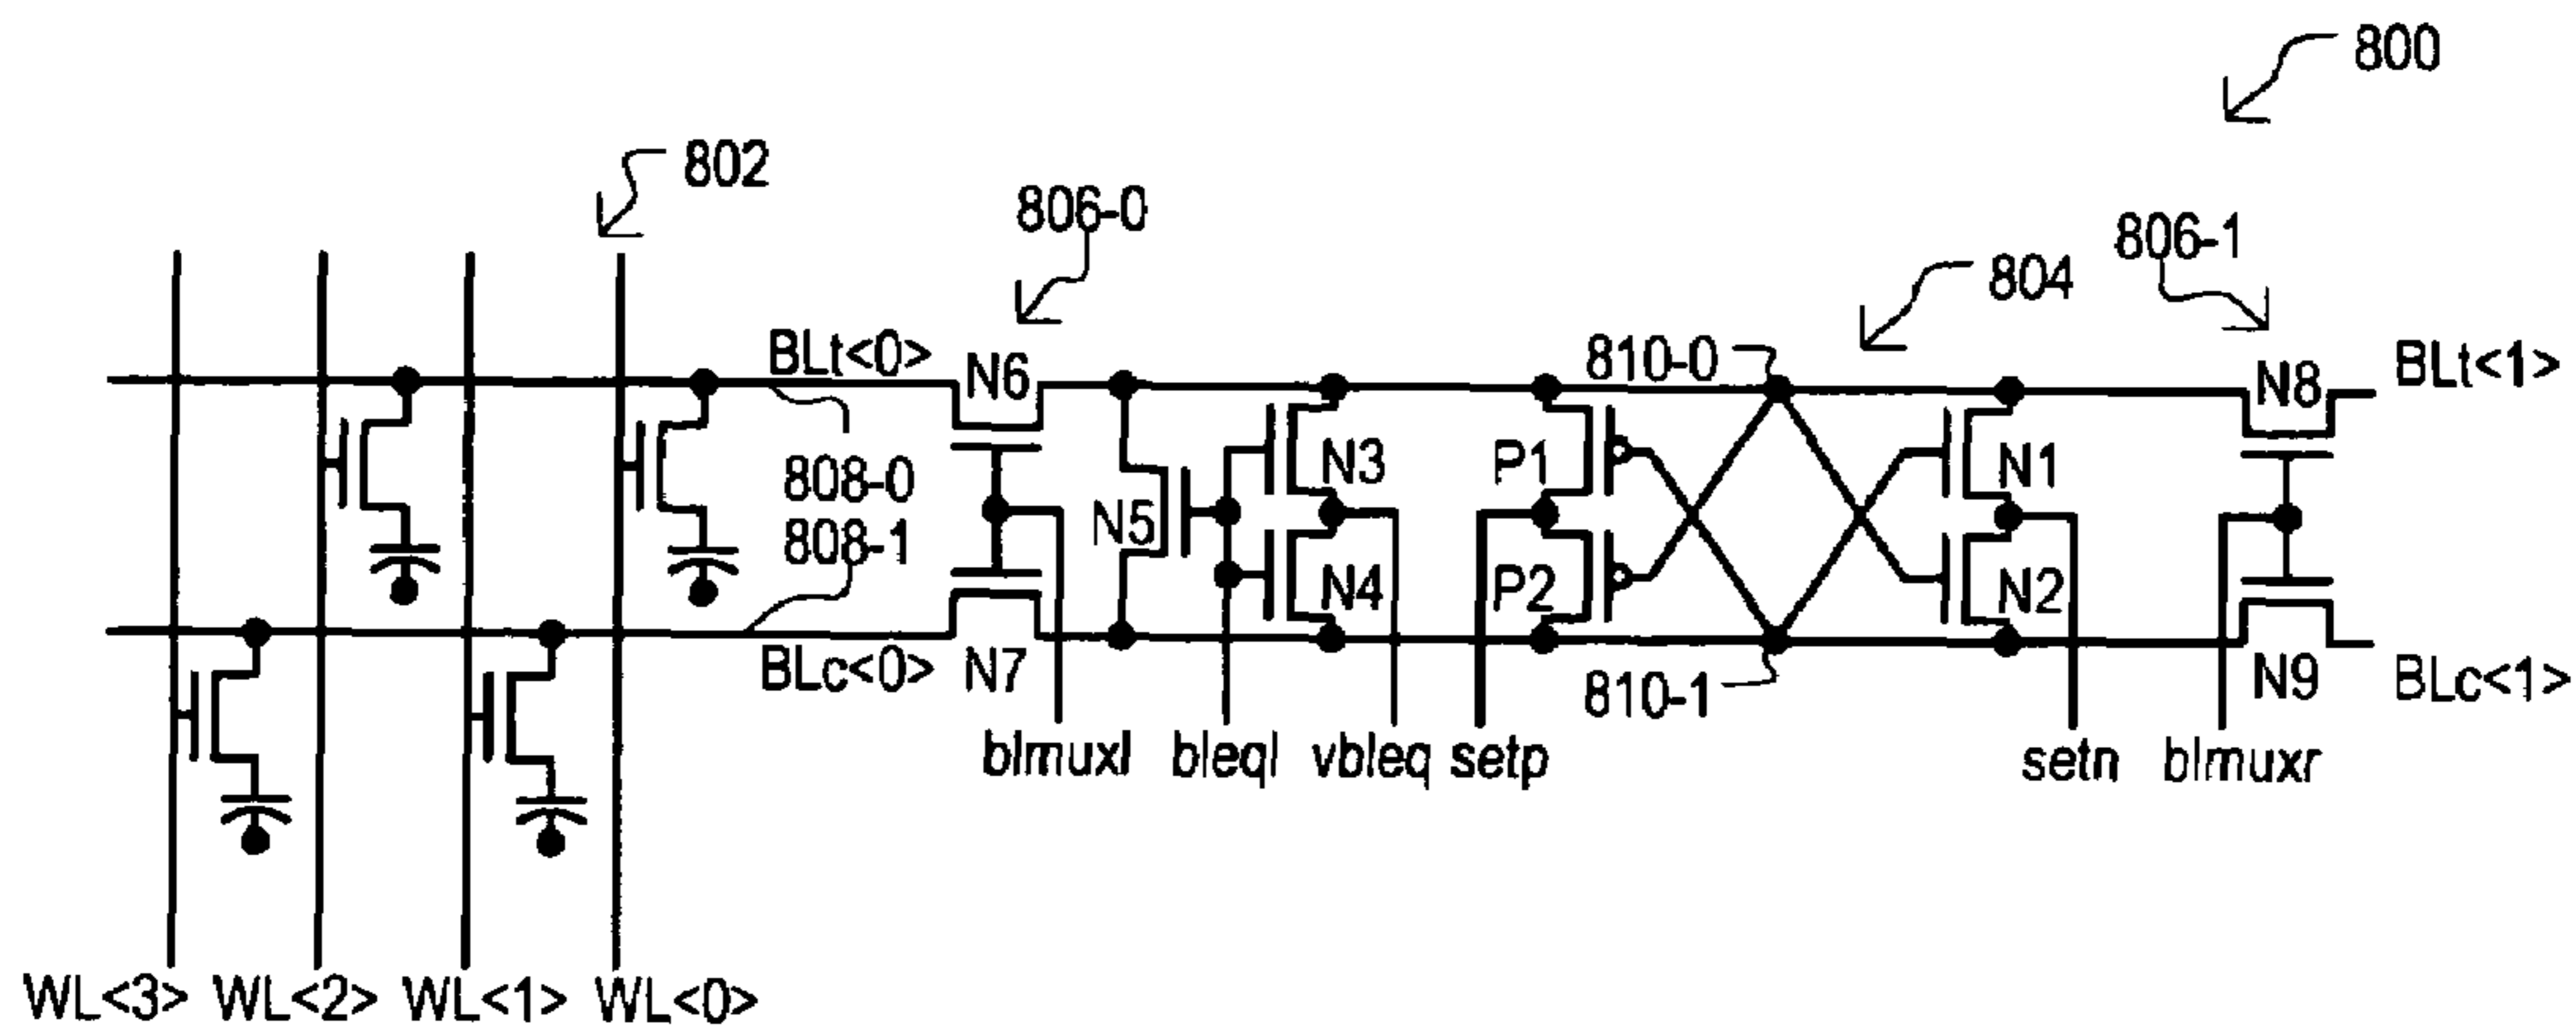 800
802
806-0
806-1
804
BLt<0>
N6
810-0
N8
BLt<1>
808-0
808-1
N5
N3
N4
P1
P2
N1
N2
BLc<0>
N7
810-1
N9
BLc<1>
blmuxl
bleql
vbleq
setp
setn
blmuxr
WL<3>
WL<2>
WL<1>
WL<0>